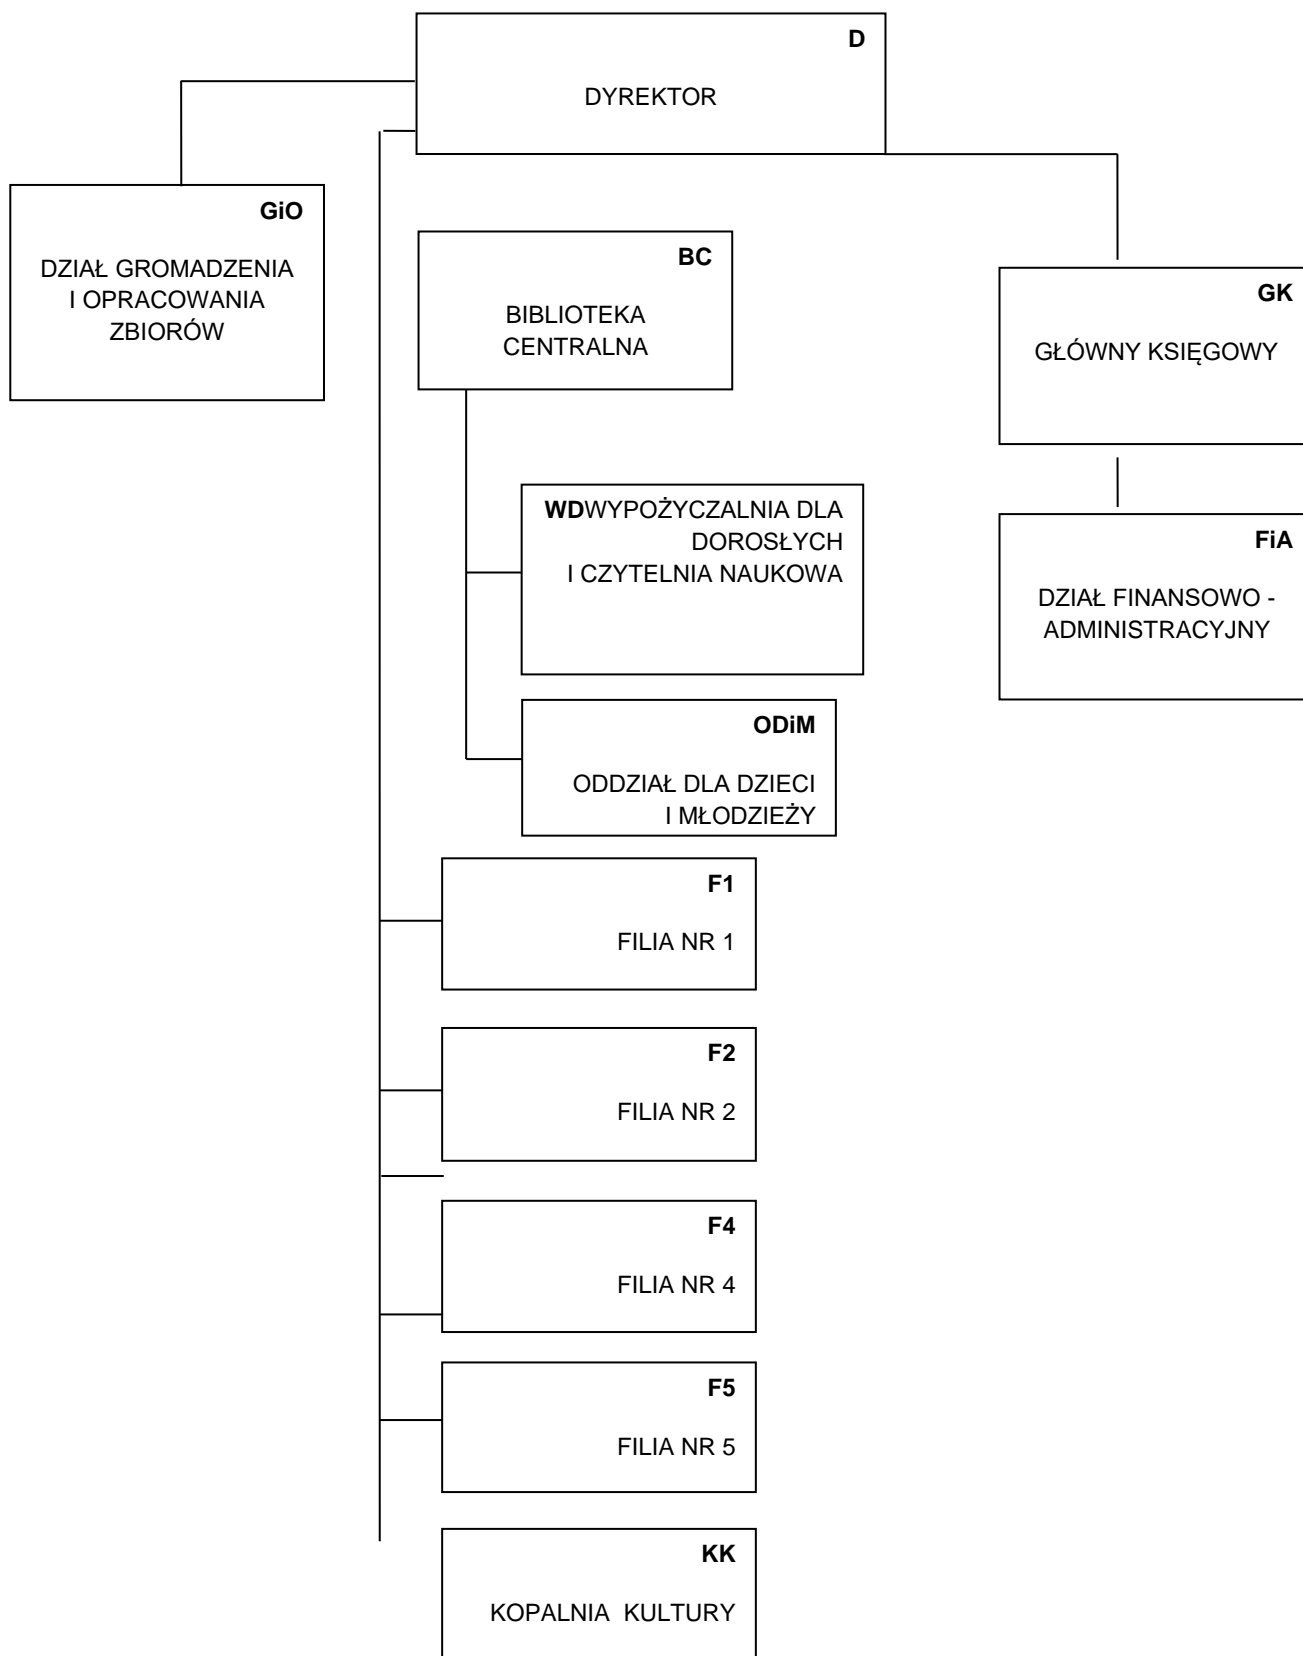 D
DYREKTOR
GiO
DZIAŁ GROMADZENIA
I OPRACOWANIA
ZBIORÓW
BC
BIBLIOTEKA
CENTRALNA
GK
GŁÓWNY KSIĘGOWY
WDWYPOŻYCZALNIA DLA
DOROSŁYCH
I CZYTELNIA NAUKOWA
FiA
DZIAŁ FINANSOWO -
ADMINISTRACYJNY
ODiM
ODDZIAŁ DLA DZIECI
I MŁODZIEŻY
F1
FILIA NR 1
F2
FILIA NR 2
F4
FILIA NR 4
F5
FILIA NR 5
KK
KOPALNIA  KULTURY